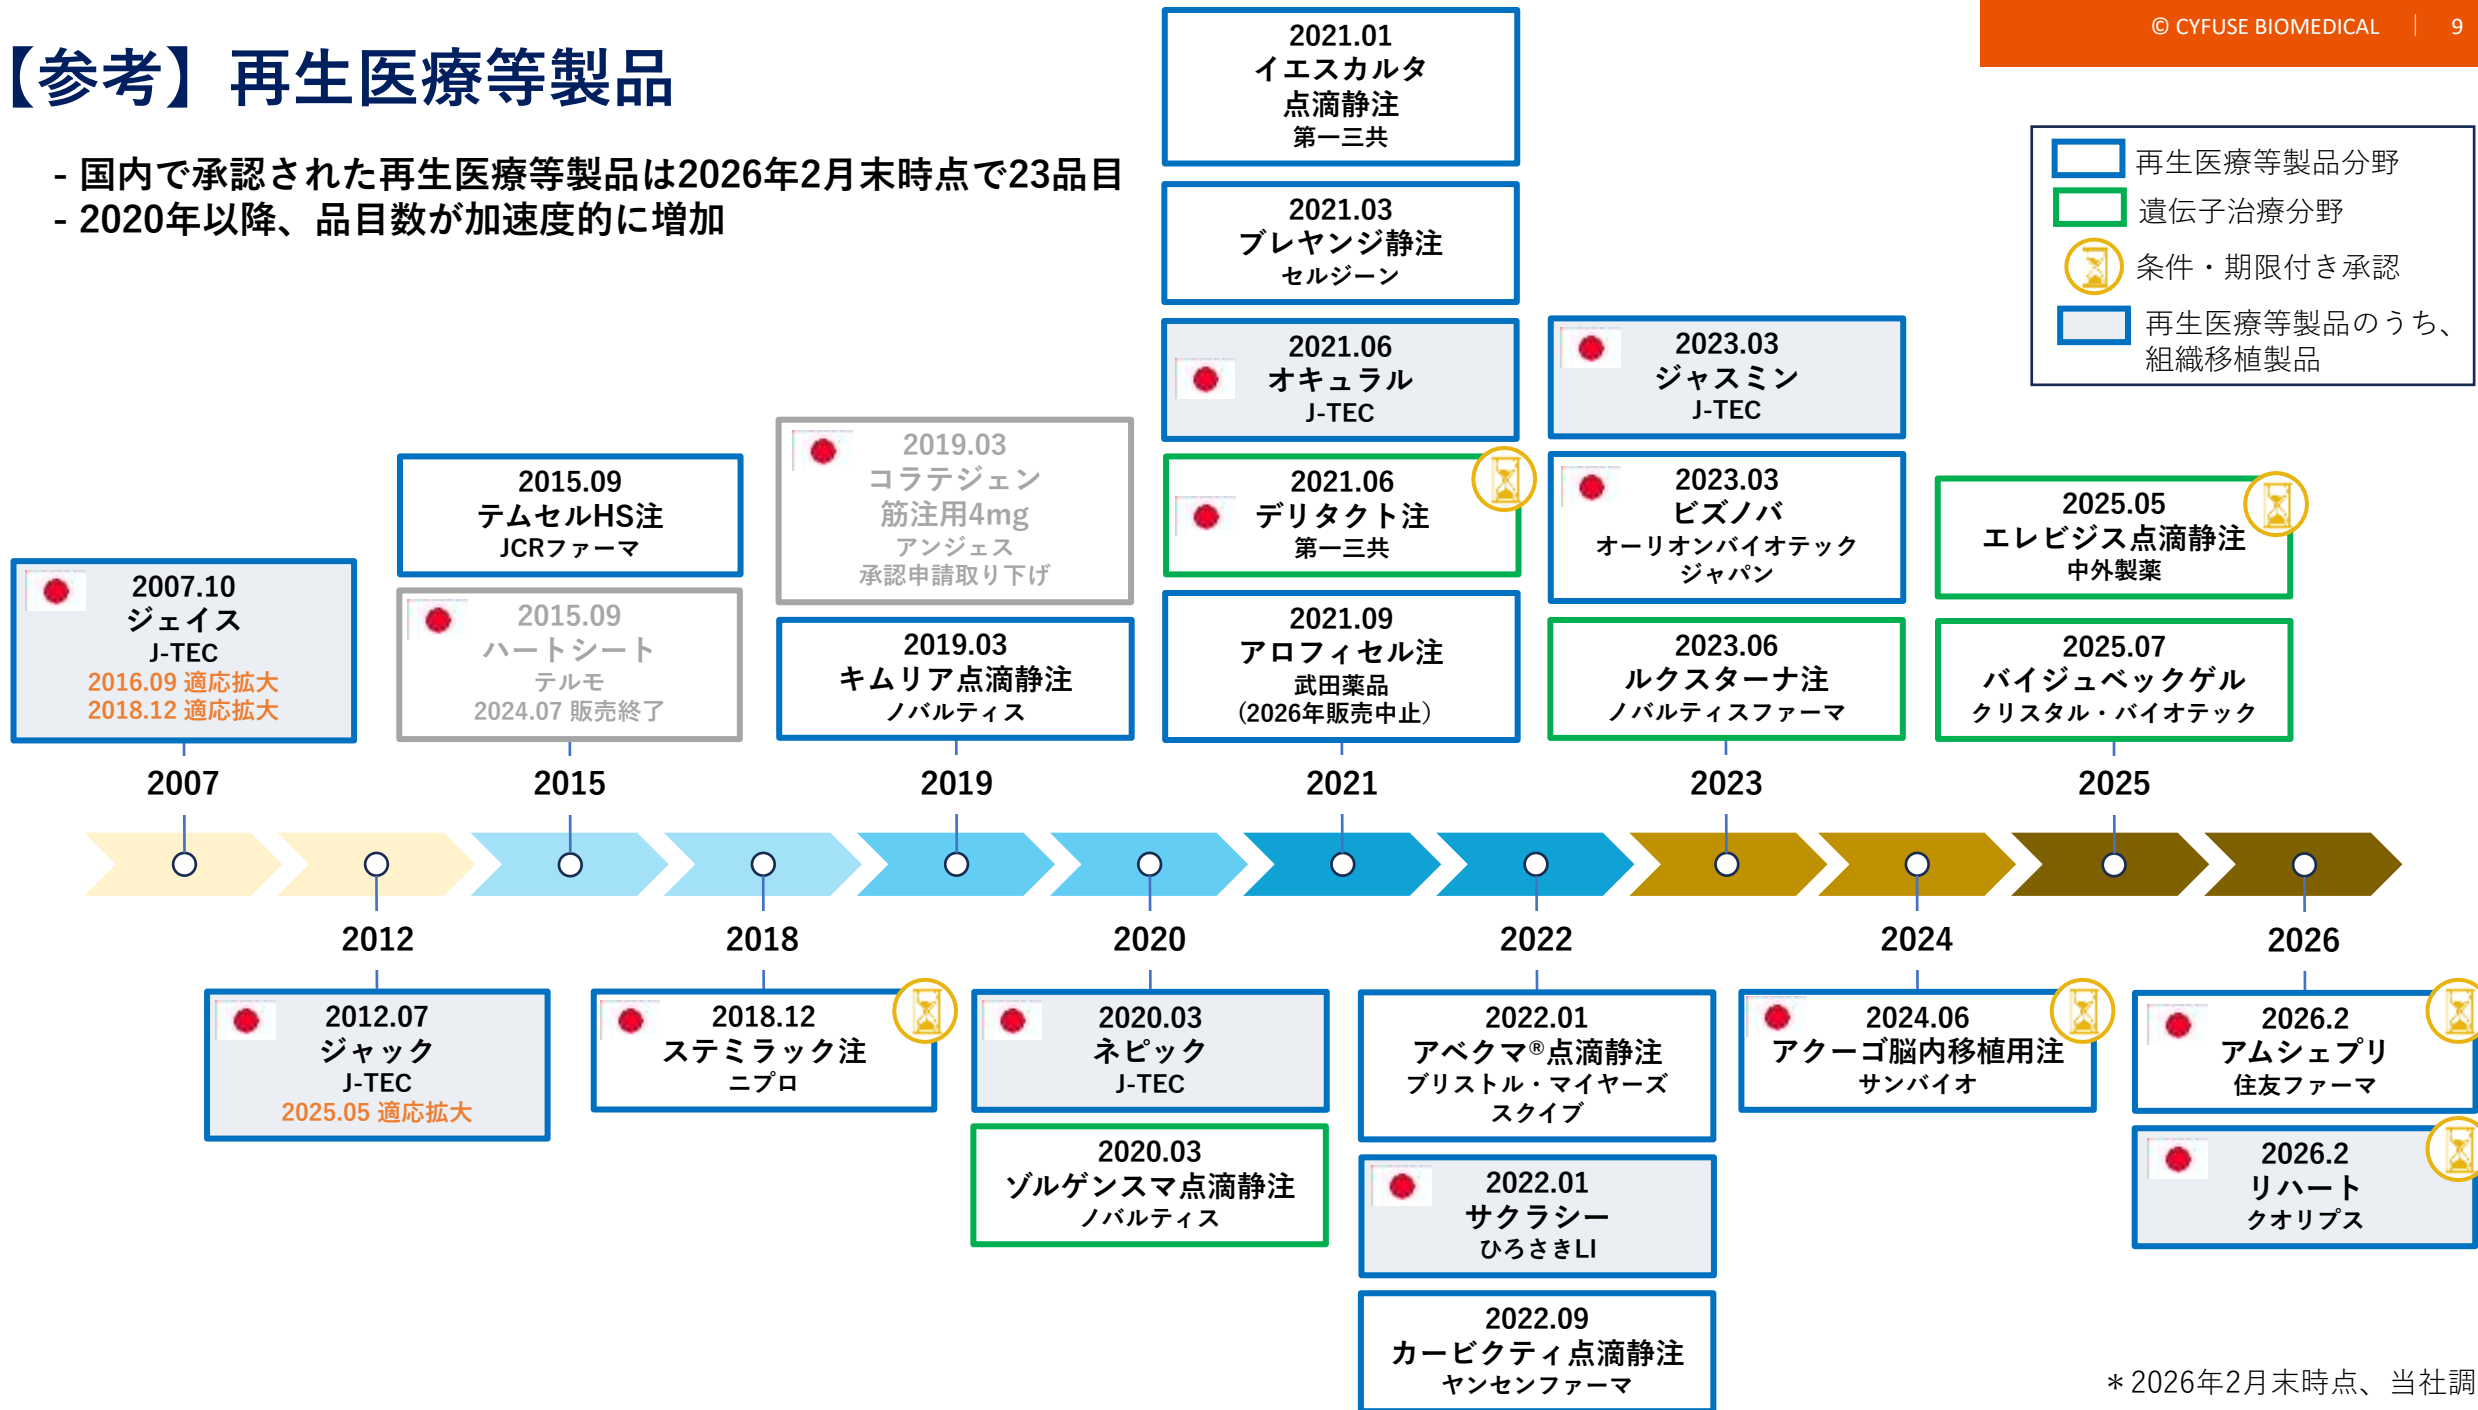 © CYFUSE BIOMEDICAL | 9
【参考】再生医療等製品
- 国内で承認された再生医療等製品は2026年2月末時点で23品目
- 2020年以降、品目数が加速度的に増加
再生医療等製品分野
遺伝子治療分野
条件・期限付き承認
再生医療等製品のうち、
組織移植製品
2007.10
ジェイス
J-TEC
2016.09 適応拡大
2018.12 適応拡大
2015.09
テムセルHS注
JCRファーマ
2015.09
ハートシート
テルモ
2024.07 販売終了
2019.03
コラテジェン
筋注用4mg
アンジェス
承認申請取り下げ
2019.03
キムリア点滴静注
ノバルティス
2021.01
イエスカルタ
点滴静注
第一三共
2021.03
ブレヤンジ静注
セルジーン
2021.06
オキュラル
J-TEC
2021.06
デリタクト注
第一三共
2021.09
アロフィセル注
武田薬品
(2026年販売中止)
2023.03
ジャスミン
J-TEC
2023.03
ビズノバ
オーリオンバイオテック
ジャパン
2023.06
ルクスターナ注
ノバルティスファーマ
2025.05
エレビジス点滴静注
中外製薬
2025.07
バイジュベックゲル
クリスタル・バイオテック
2007
2015
2019
2021
2023
2025
2012
2018
2020
2022
2024
2026
2012.07
ジャック
J-TEC
2025.05 適応拡大
2018.12
ステミラック注
ニプロ
2020.03
ネピック
J-TEC
2020.03
ゾルゲンスマ点滴静注
ノバルティス
2022.01
アベクマ®点滴静注
ブリストル・マイヤーズ
スクイブ
2022.01
サクラシー
ひろさきLI
2022.09
カービクティ点滴静注
ヤンセンファーマ
2024.06
アクーゴ脳内移植用注
サンバイオ
2026.2
アムシェプリ
住友ファーマ
2026.2
リハート
クオリプス
＊2026年2月末時点、当社調